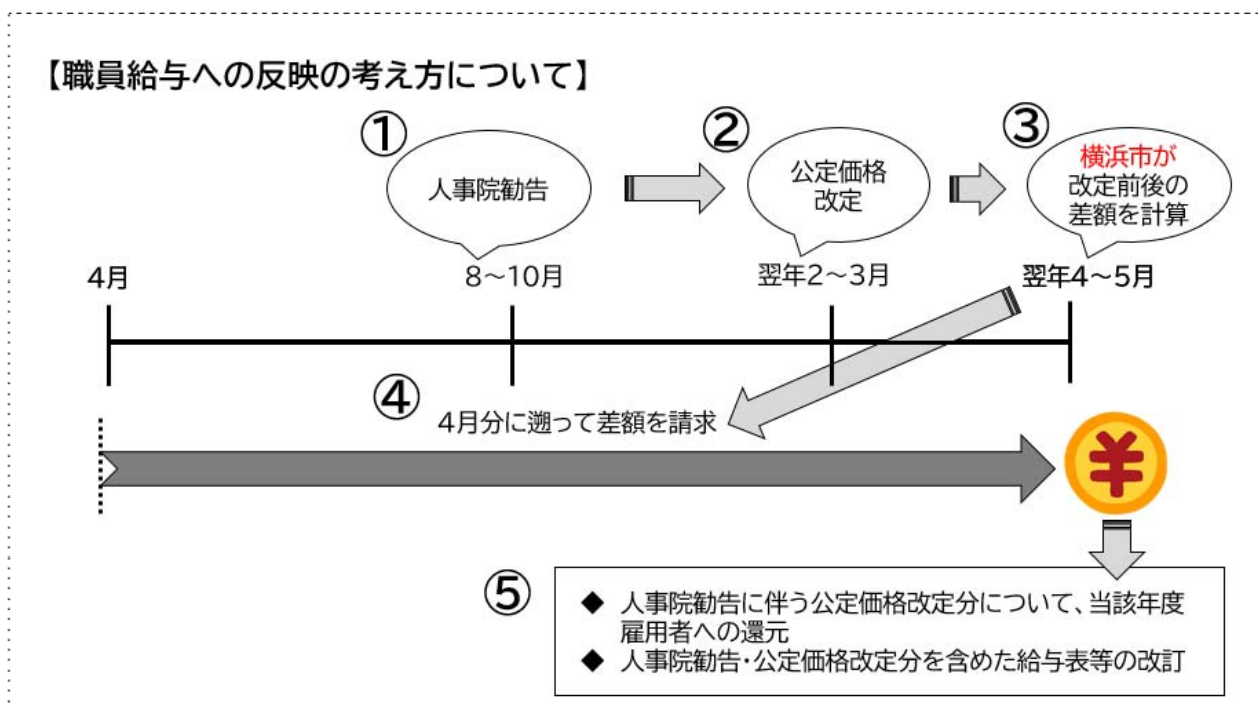 【職員給与への反映の考え方について】
①
人事院勧告
②
公定価格
改定
③
横浜市が
改定前後の
差額を計算
4月
8～10月
翌年2～3月
翌年4～5月
④
4月分に遡って差額を請求
¥
⑤
◆ 人事院勧告に伴う公定価格改定分について、当該年度
雇用者への還元
◆ 人事院勧告・公定価格改定分を含めた給与表等の改訂